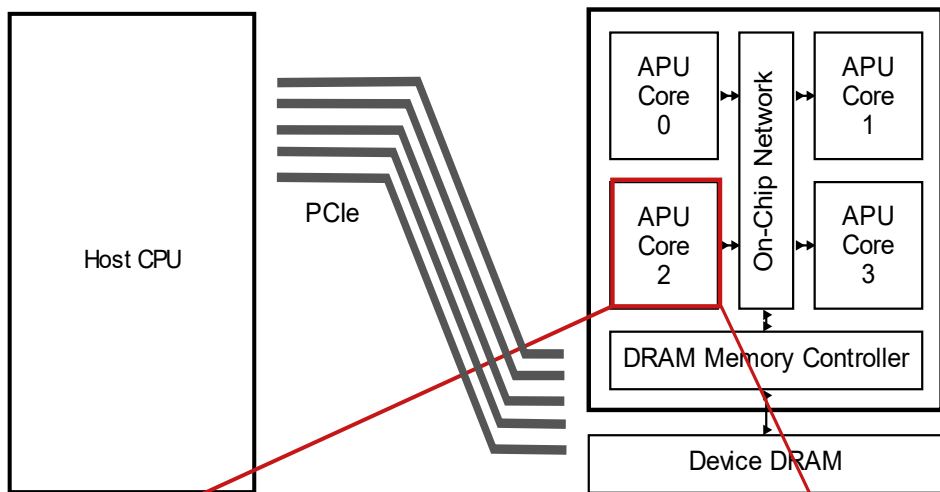 Host CPU
PCIe
APU
Core
0
APU
Core
1
APU
Core
2
APU
Core
3
On-Chip Network
DRAM Memory Controller
Device DRAM